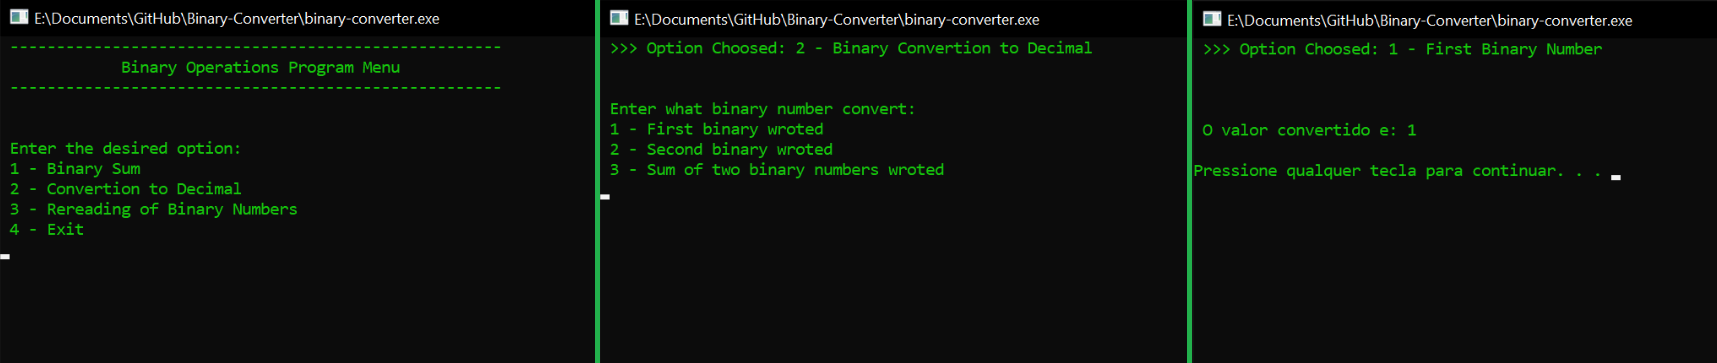 E:\Documents\GitHub\Binary-Converter\binary-converter.exe
------------------------------------------------------
Binary Operations Program Menu
------------------------------------------------------
Enter the desired option:
1 - Binary Sum
2 - Convertion to Decimal
3 - Rereading of Binary Numbers
4 - Exit
E:\Documents\GitHub\Binary-Converter\binary-converter.exe
>>> Option Choosed: 2 - Binary Convertion to Decimal
Enter what binary number convert:
1 - First binary wroted
2 - Second binary wroted
3 - Sum of two binary numbers wroted
E:\Documents\GitHub\Binary-Converter\binary-converter.exe
>>> Option Choosed: 1 - First Binary Number
O valor convertido e: 1
Pressione qualquer tecla para continuar. . .